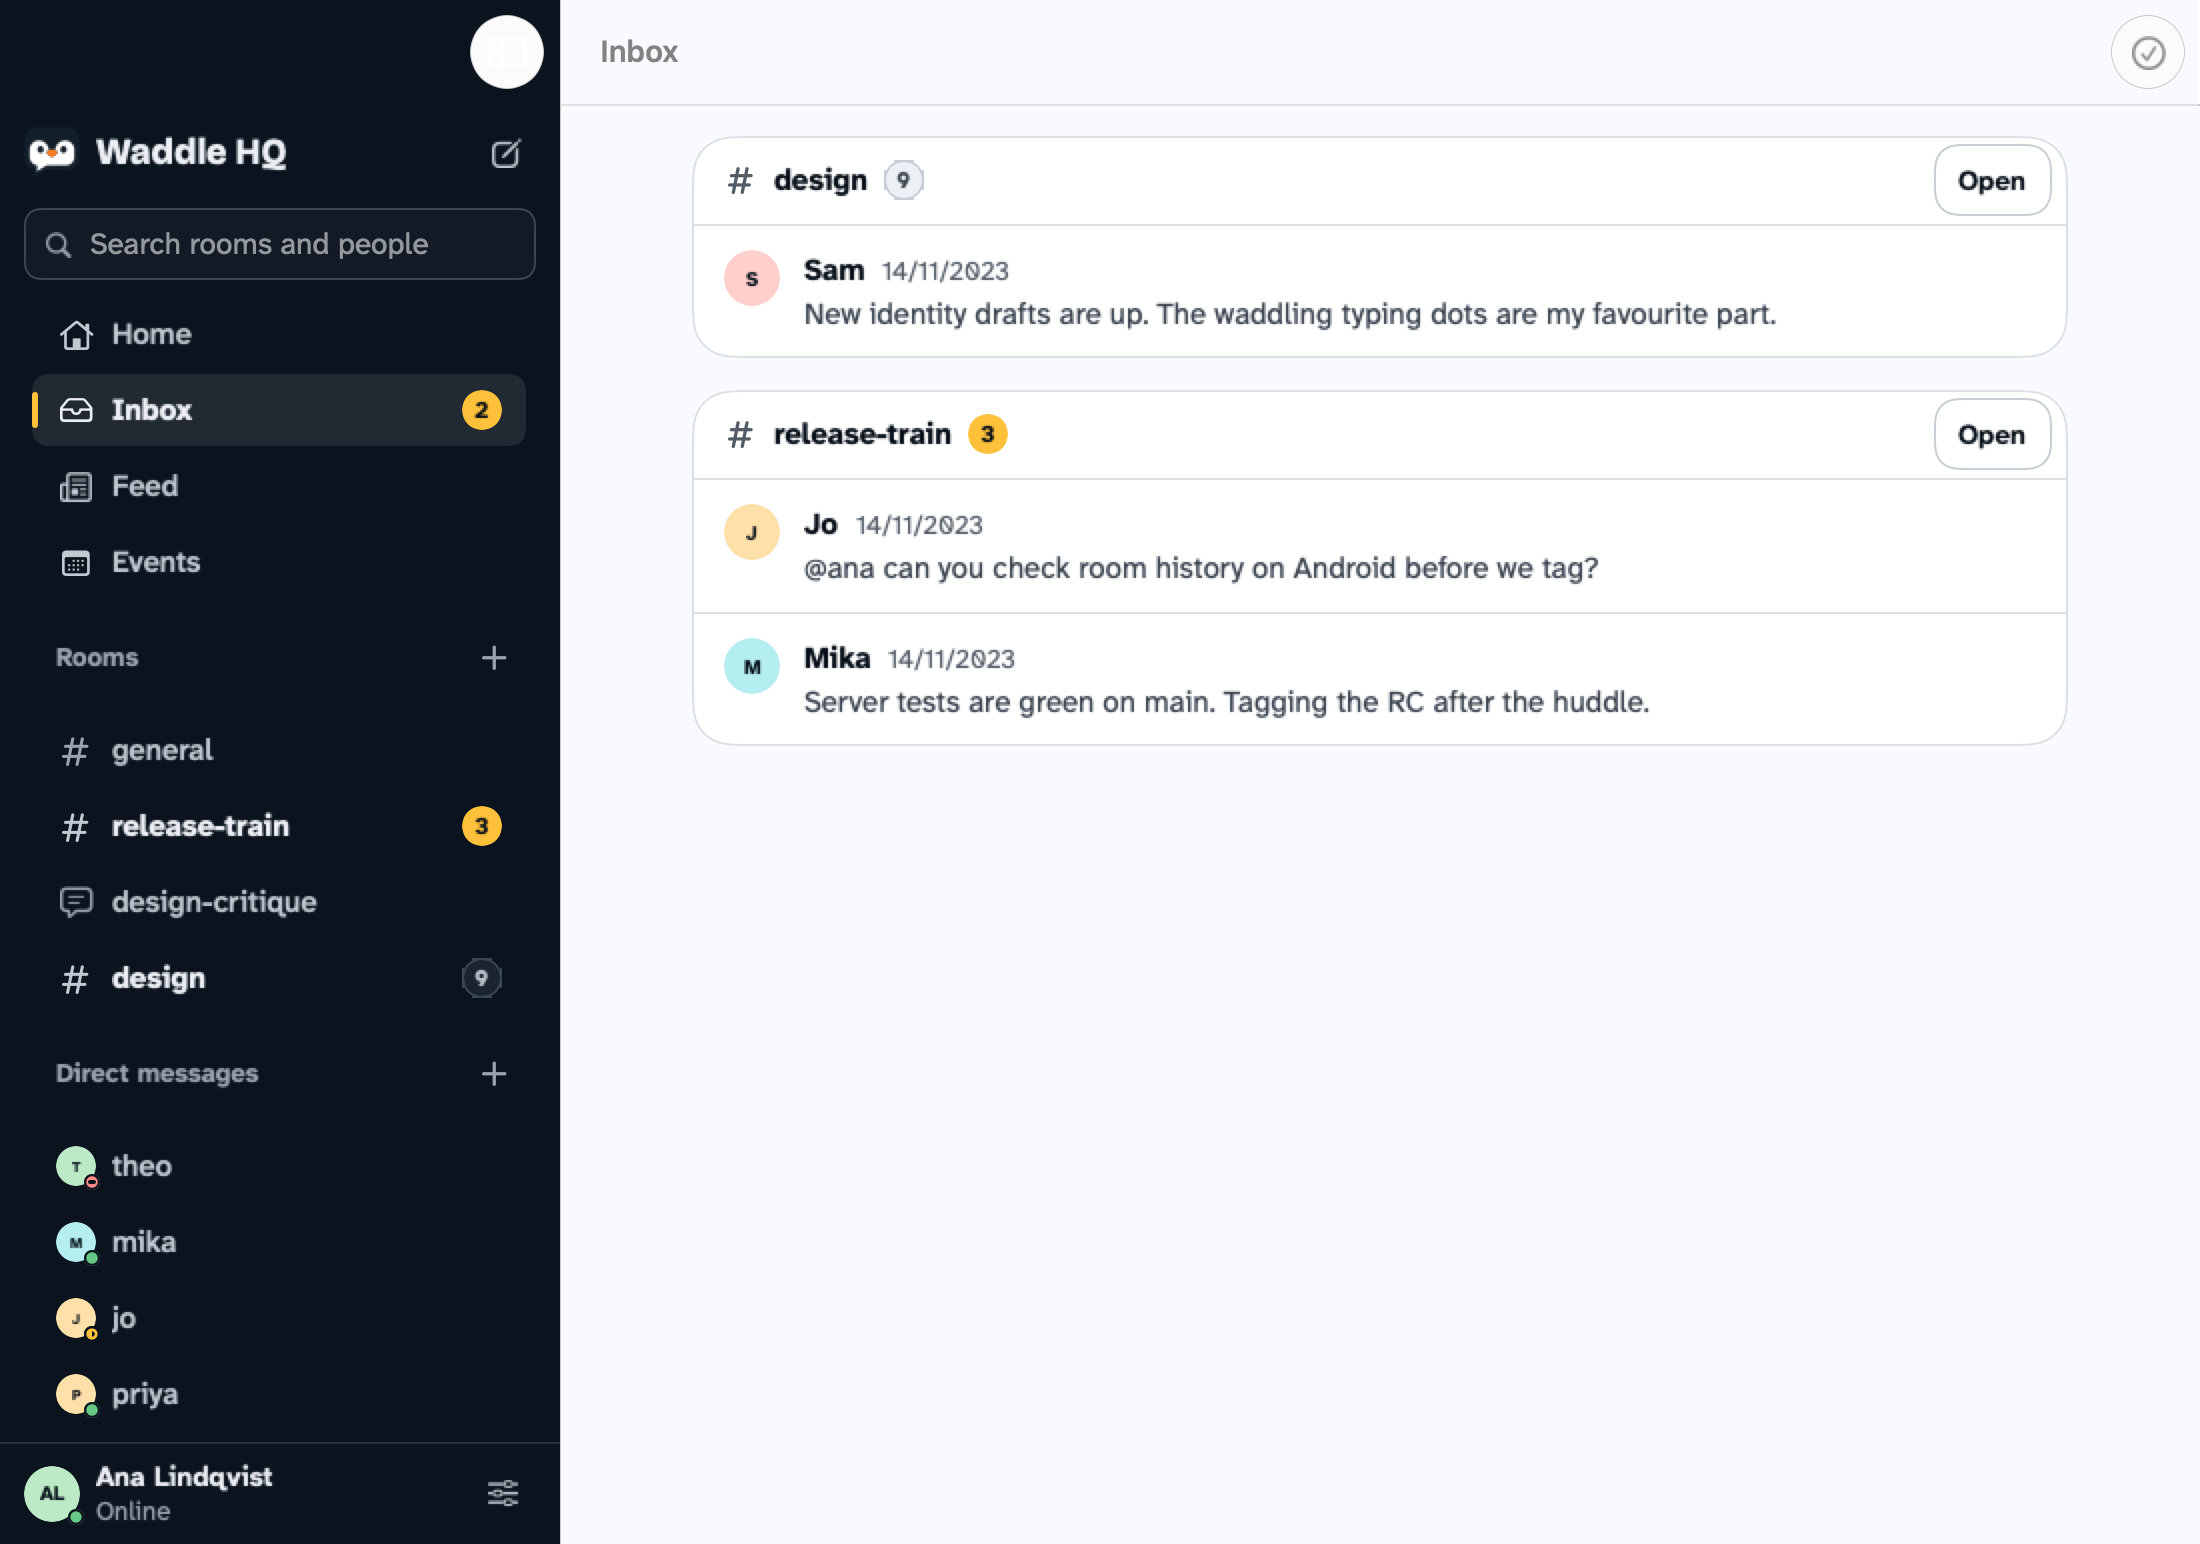 Waddle HQ
Search rooms and people
Home
Inbox 2
Feed
Events
Rooms
# general
# release-train 3
design-critique
# design 9
Direct messages
T theo
M mika
J jo
P priya
AL Ana Lindqvist
Online
Inbox
# design 9 Open
S Sam 14/11/2023
New identity drafts are up. The waddling typing dots are my favourite part.
# release-train 3 Open
J Jo 14/11/2023
@ana can you check room history on Android before we tag?
M Mika 14/11/2023
Server tests are green on main. Tagging the RC after the huddle.